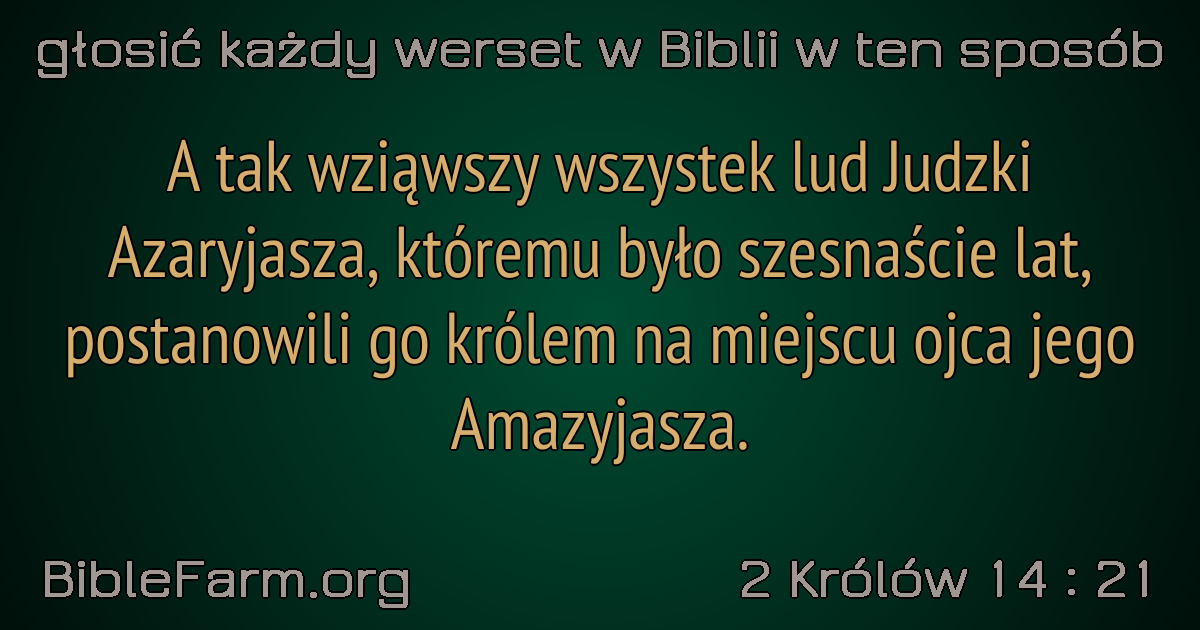 głosić każdy werset w Biblii w ten sposób
A tak wziąwszy wszystek lud Judzki
Azaryjasza, któremu było szesnaście lat,
postanowili go królem na miejscu ojca jego
Amazyjasza.
BibleFarm.org
2 Królów 14 : 21